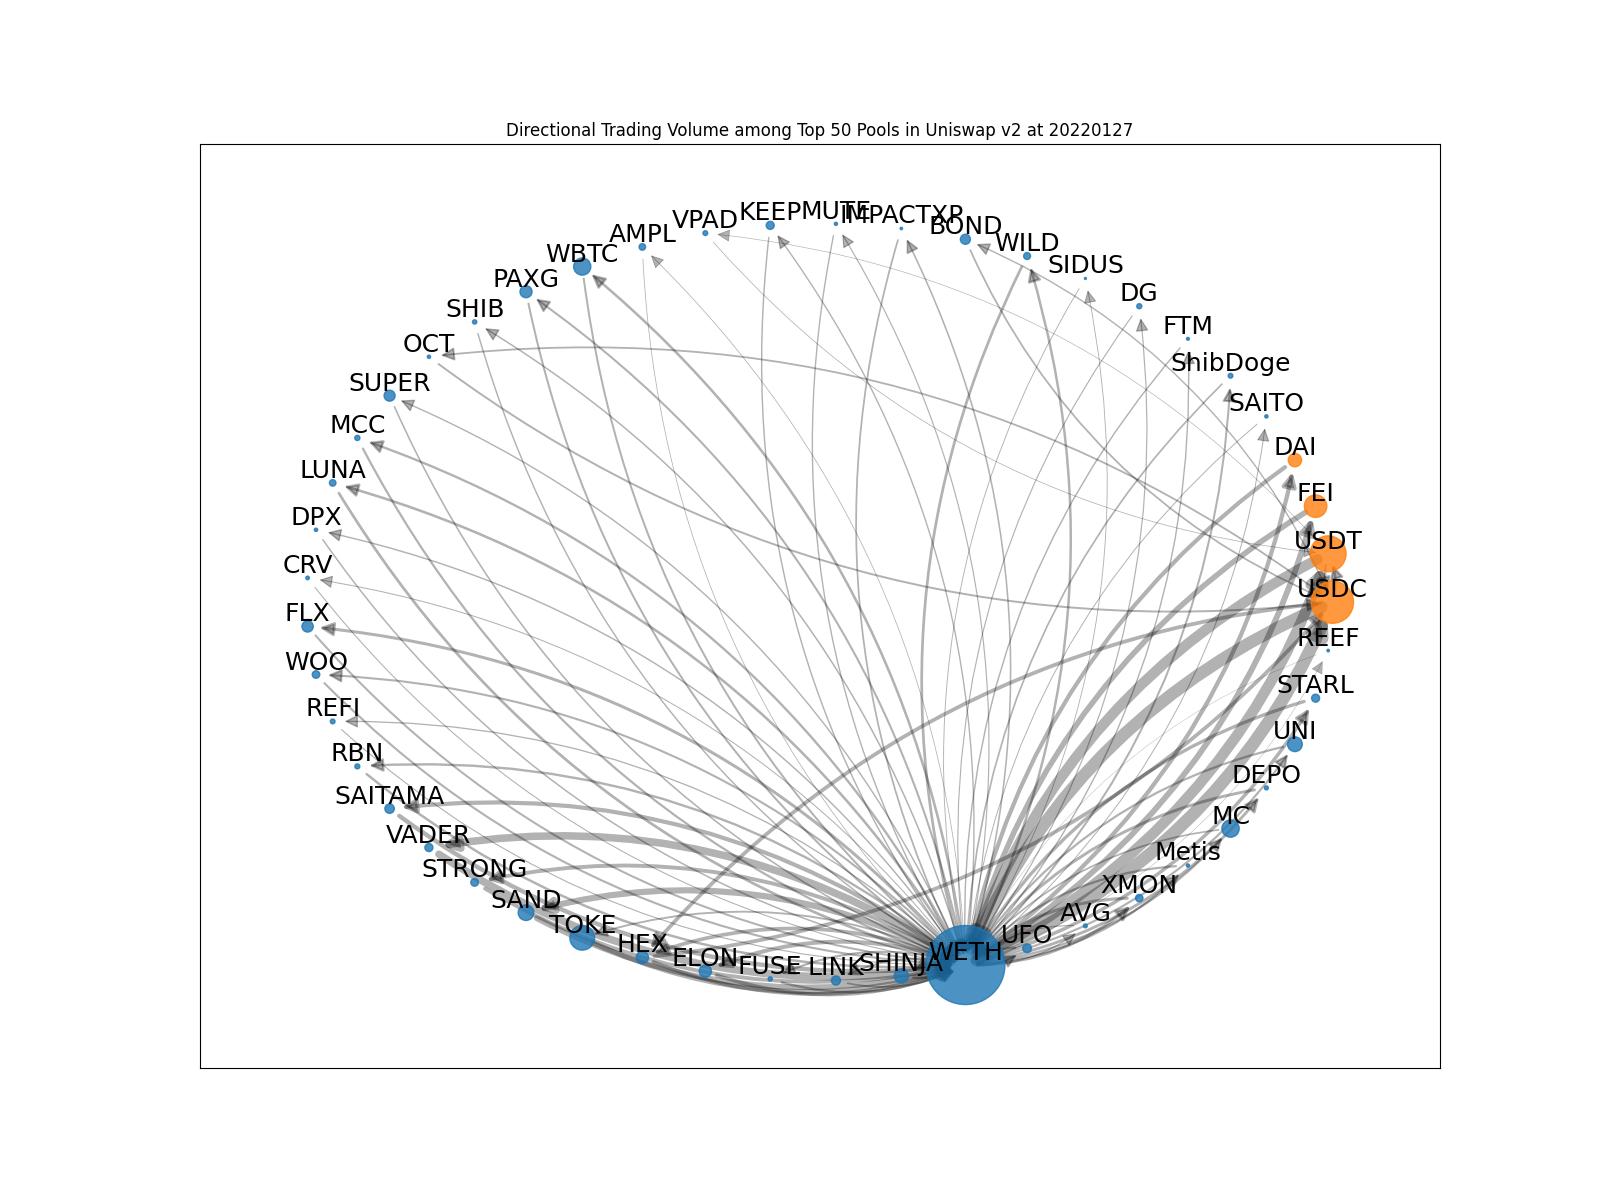 Directional Trading Volume among Top 50 Pools in Uniswap v2 at 20220127
KEEP
MUTE
IMPACTXP
VPAD
BOND
AMPL
WILD
WBTC
SIDUS
PAXG
DG
SHIB
FTM
OCT
ShibDoge
SUPER
SAITO
MCC
DAI
LUNA
FEI
DPX
USDT
CRV
USDC
FLX
REEF
WOO
STARL
REFI
UNI
RBN
DEPO
SAITAMA
MC
VADER
Metis
STRONG
XMON
SAND
AVG
TOKE
UFO
HEX
WETH
ELON
FUSE
LINK
SHINJA